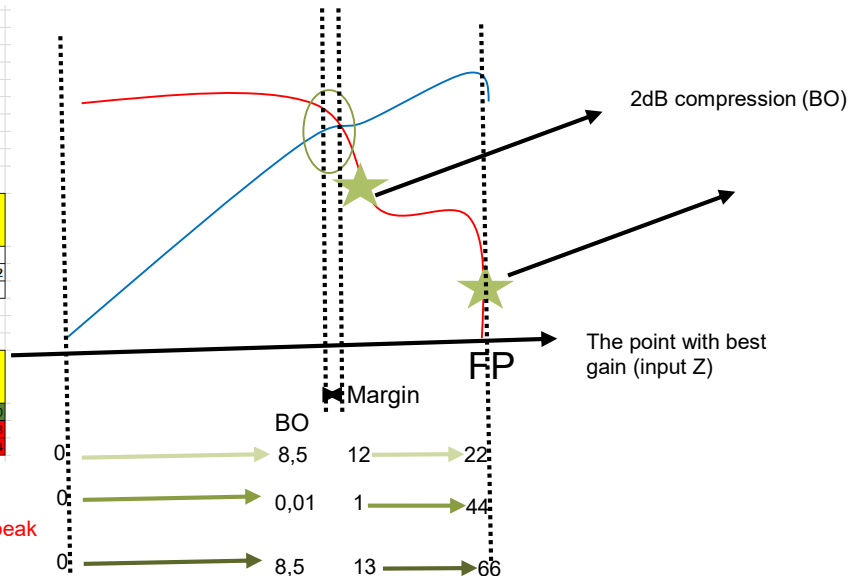 2dB compression (BO)
The point with best
gain (input Z)
FP
Margin
BO
0 8,5 12 22
0 0,01 1 44
peak
0 8,5 13 66